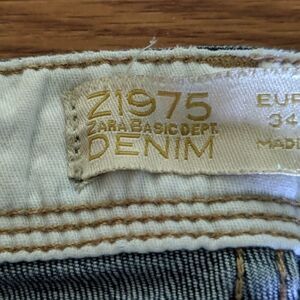 Z1975
ZARA BASIC DEPT.
DENIM
EUR
34
MADE